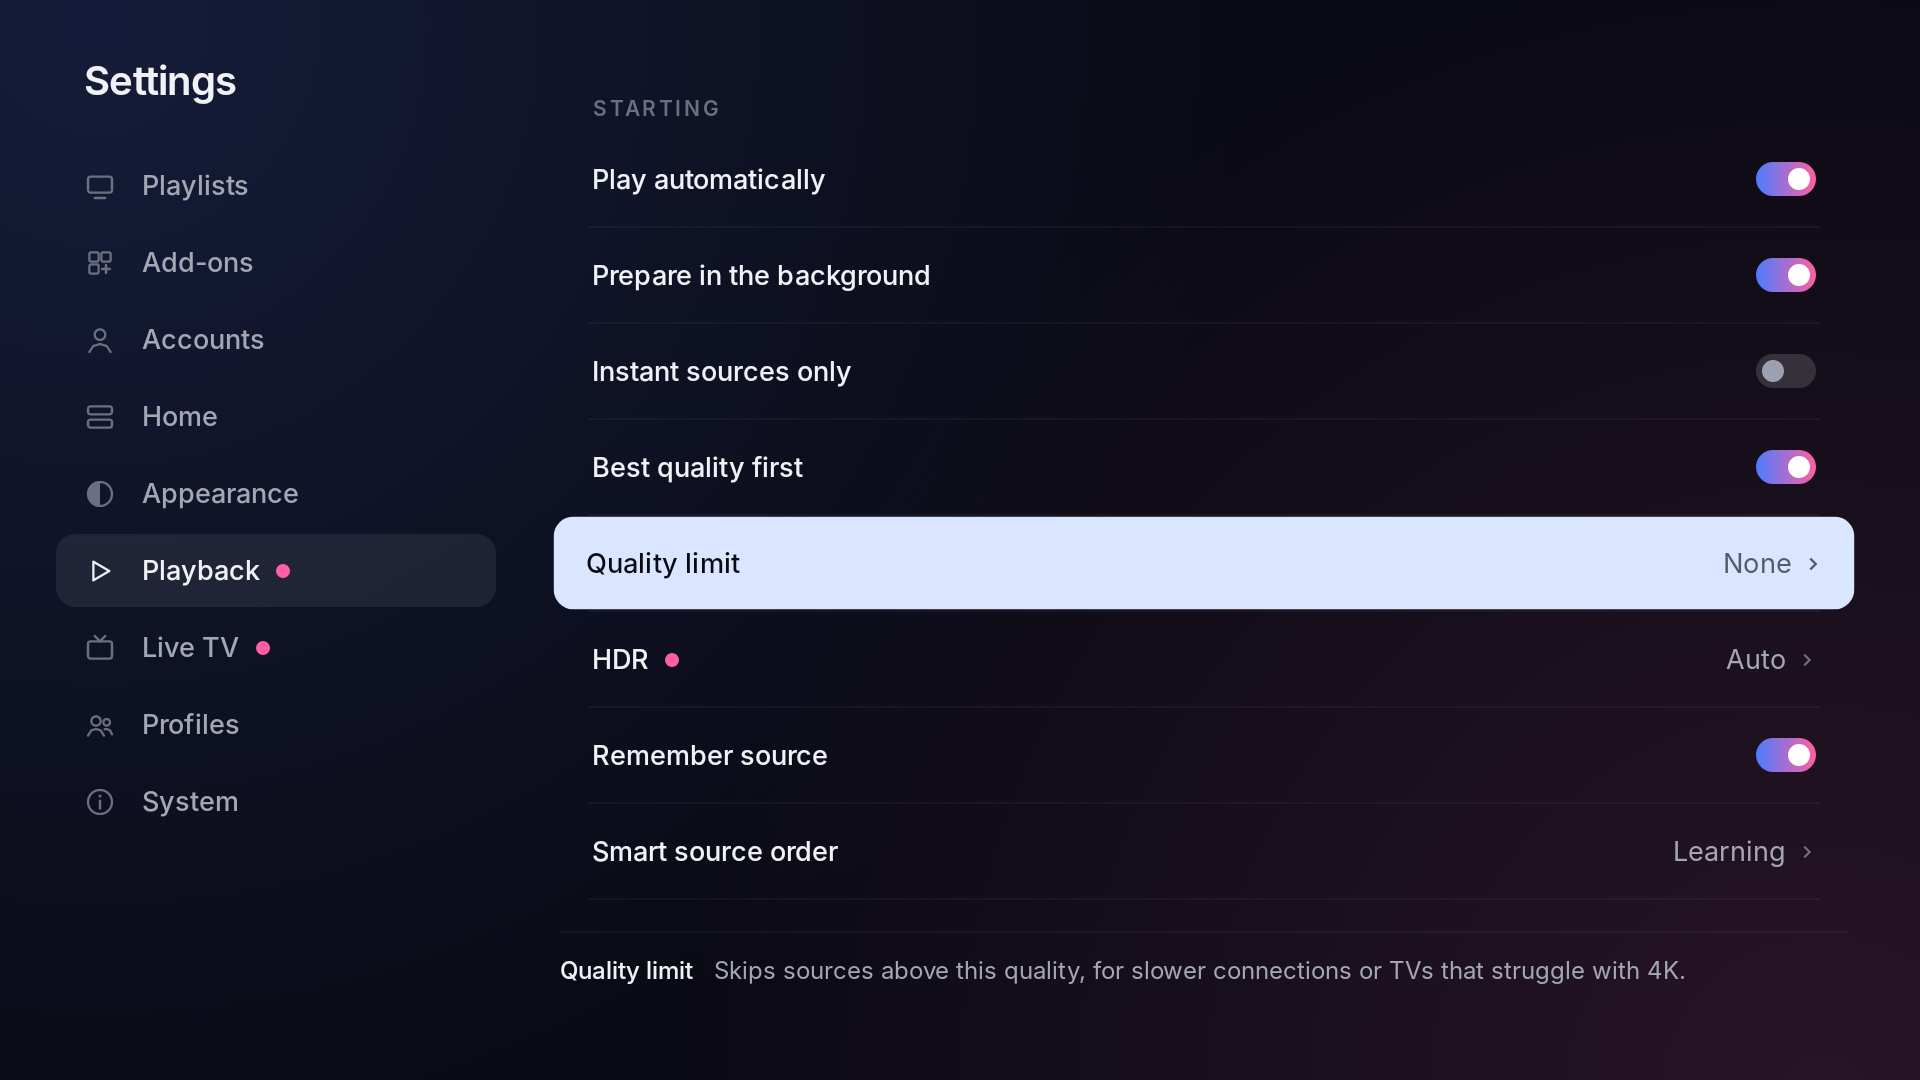 Settings
Playlists
Add-ons
Accounts
Home
Appearance
Playback
Live TV
Profiles
System
STARTING
Play automatically
Prepare in the background
Instant sources only
Best quality first
Quality limit None
HDR Auto
Remember source
Smart source order Learning
Quality limit Skips sources above this quality, for slower connections or TVs that struggle with 4K.